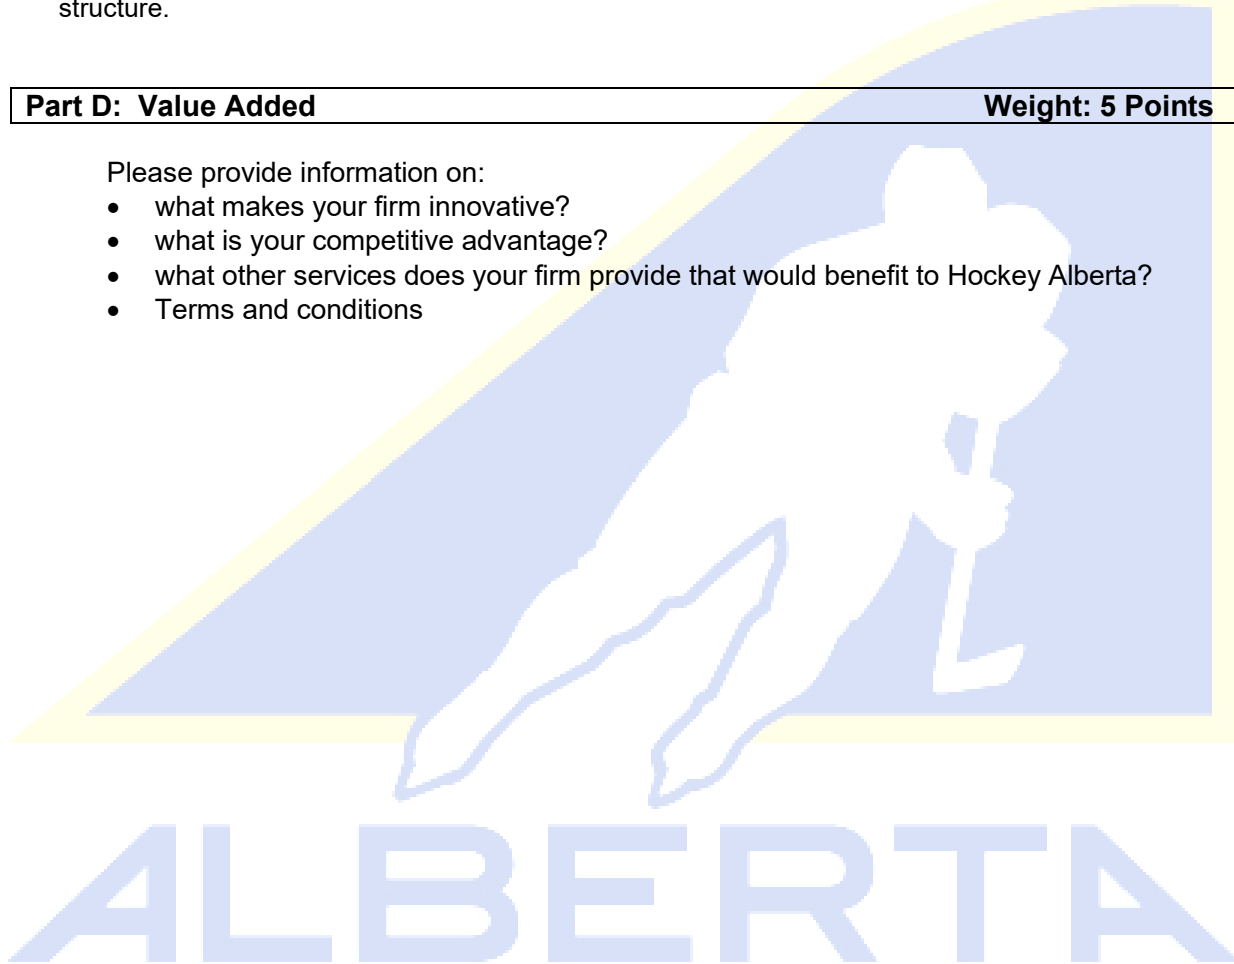 structure.
Part D: Value Added Weight: 5 Points
Please provide information on:
• what makes your firm innovative?
• what is your competitive advantage?
• what other services does your firm provide that would benefit to Hockey Alberta?
• Terms and conditions
ALBERTA